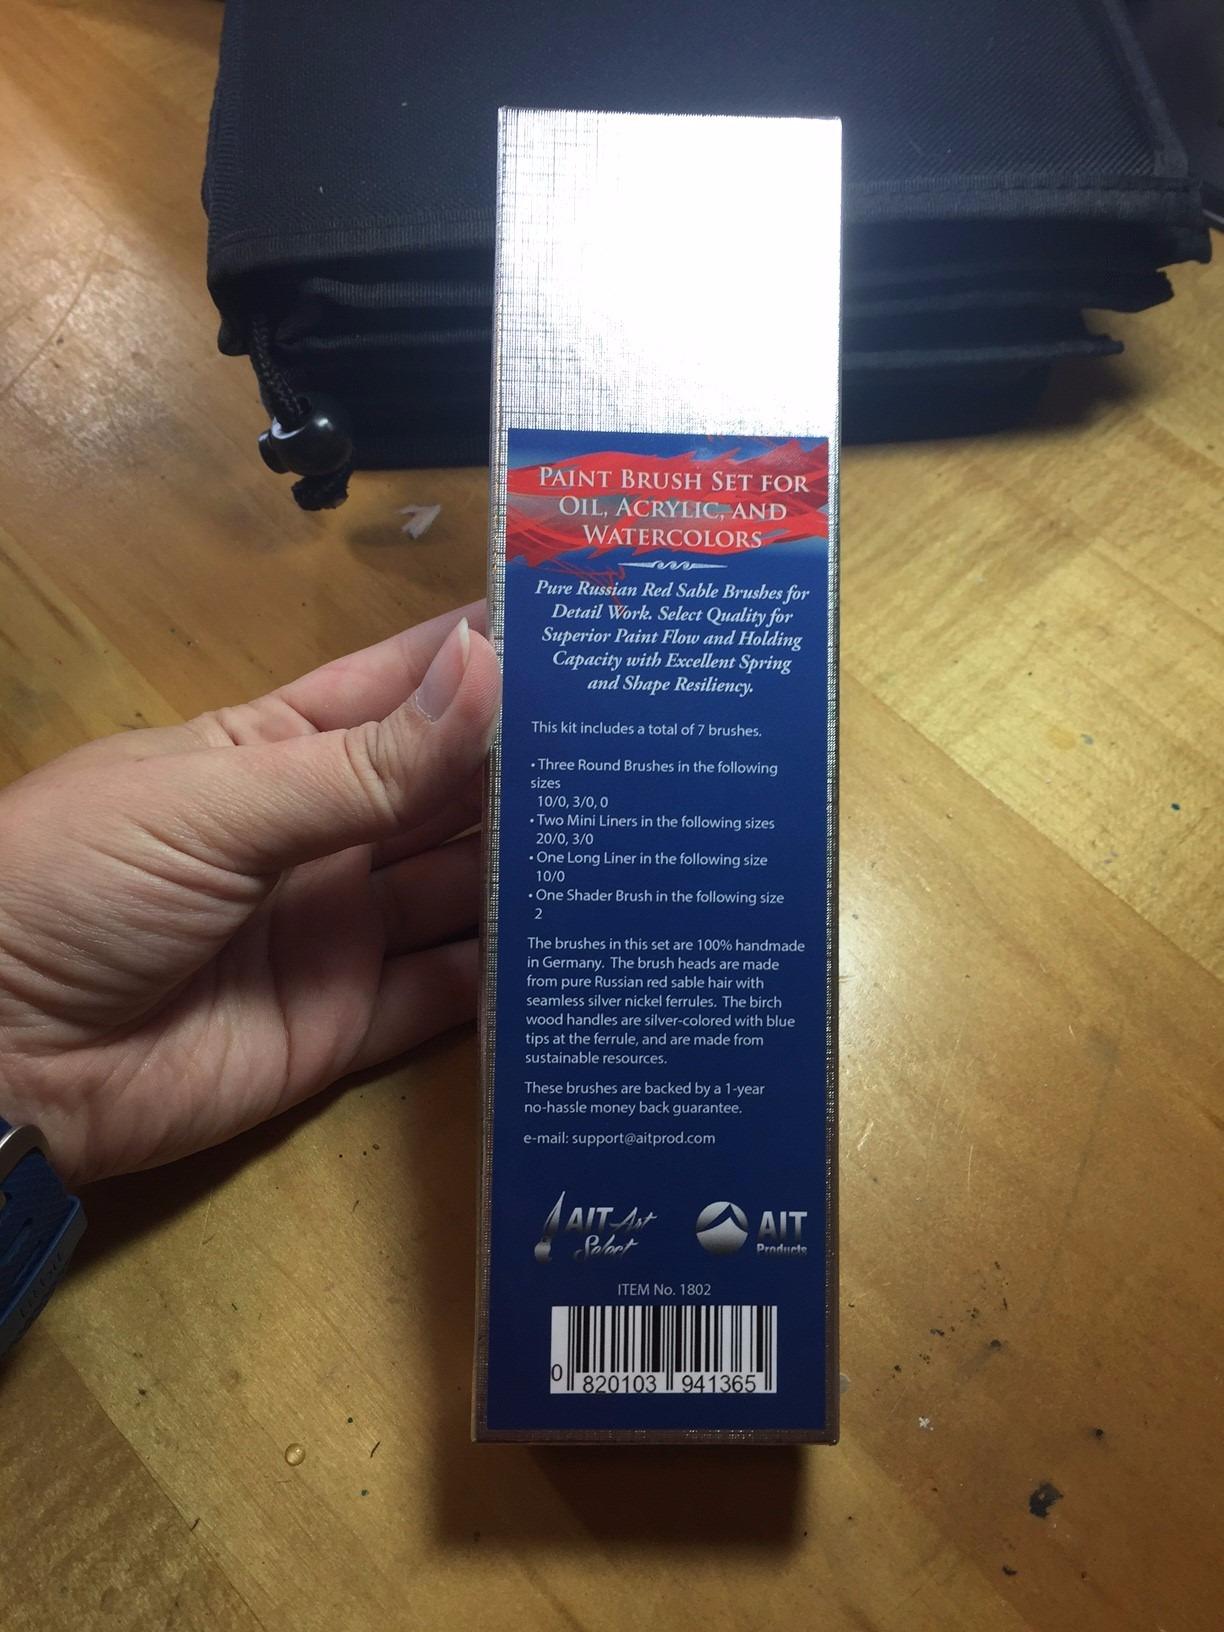 PAINT BRUSH SET FOR
OIL, ACRYLIC, AND
WATERCOLORS
Pure Russian Red Sable Brushes for
Detail Work. Select Quality for
Superior Paint Flow and Holding
Capacity with Excellent Spring
and Shape Resiliency.
This kit includes a total of 7 brushes.
• Three Round Brushes in the following
sizes
10/0, 3/0, 0
• Two Mini Liners in the following sizes
20/0, 3/0
• One Long Liner in the following size
10/0
• One Shader Brush in the following size
2
The brushes in this set are 100% handmade
in Germany. The brush heads are made
from pure Russian red sable hair with
seamless silver nickel ferrules. The birch
wood handles are silver-colored with blue
tips at the ferrule, and are made from
sustainable resources.
These brushes are backed by a 1-year
no-hassle money back guarantee.
e-mail: support@aitprod.com
AIT Art
Select
AIT
Products
ITEM No. 1802
0 820103 941365